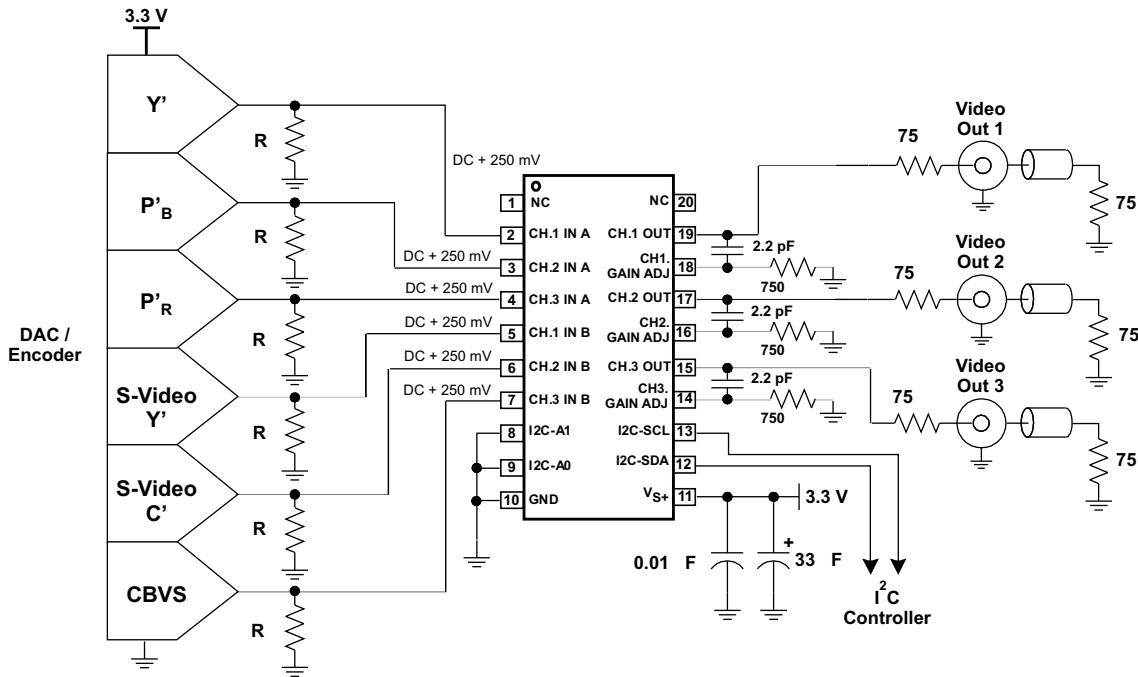 3.3 V
DAC /
Encoder
Y'
P'B
P'R
S-Video
Y'
S-Video
C'
CBVS
R
R
R
R
R
R
DC + 250 mV
DC + 250 mV
DC + 250 mV
DC + 250 mV
DC + 250 mV
DC + 250 mV
1 NC
2 CH.1 IN A
3 CH.2 IN A
4 CH.3 IN A
5 CH.1 IN B
6 CH.2 IN B
7 CH.3 IN B
8 I2C-A1
9 I2C-A0
10 GND
NC 20
CH.1 OUT 19
CH1.
GAIN ADJ 18
CH.2 OUT 17
CH2.
GAIN ADJ 16
CH.3 OUT 15
CH3.
GAIN ADJ 14
I2C-SCL 13
I2C-SDA 12
VS+ 11
2.2 pF
750
2.2 pF
750
2.2 pF
750
3.3 V
0.01 F
+
33 F
I2C
Controller
75
Video
Out 1
75
75
Video
Out 2
75
75
Video
Out 3
75